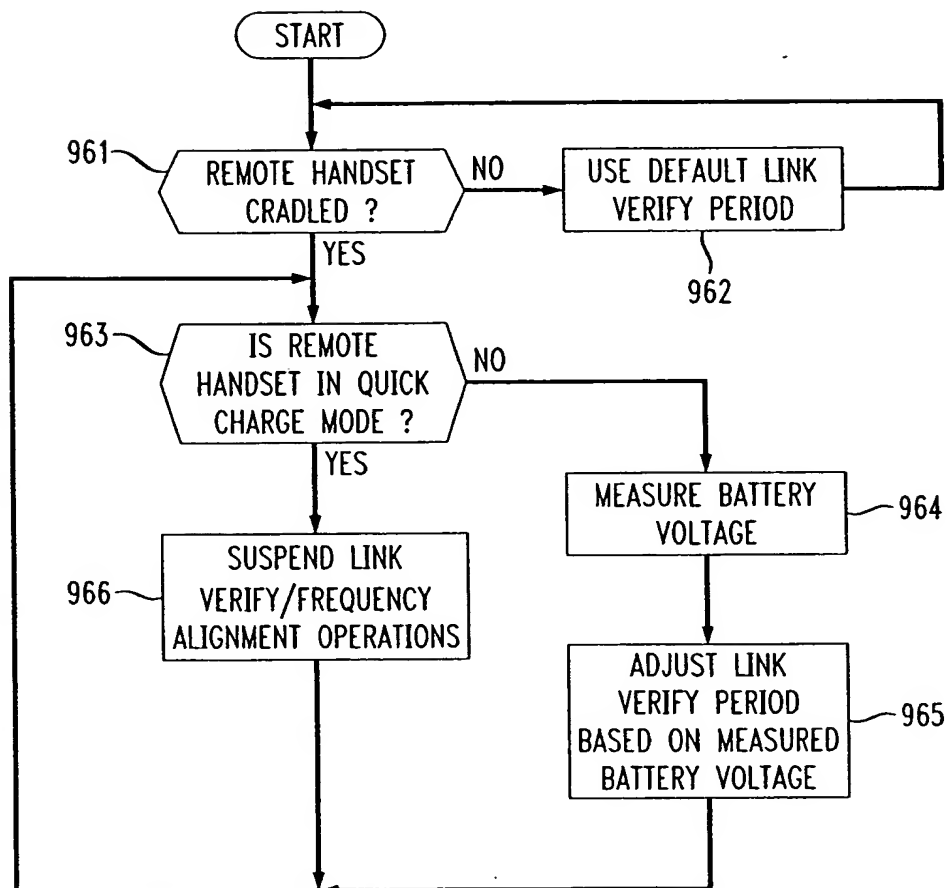 START
961
REMOTE HANDSET
CRADLED ?
NO
USE DEFAULT LINK
VERIFY PERIOD
962
YES
963
IS REMOTE
HANDSET IN QUICK
CHARGE MODE ?
NO
YES
MEASURE BATTERY
VOLTAGE
964
966
SUSPEND LINK
VERIFY/FREQUENCY
ALIGNMENT OPERATIONS
ADJUST LINK
VERIFY PERIOD
BASED ON MEASURED
BATTERY VOLTAGE
965